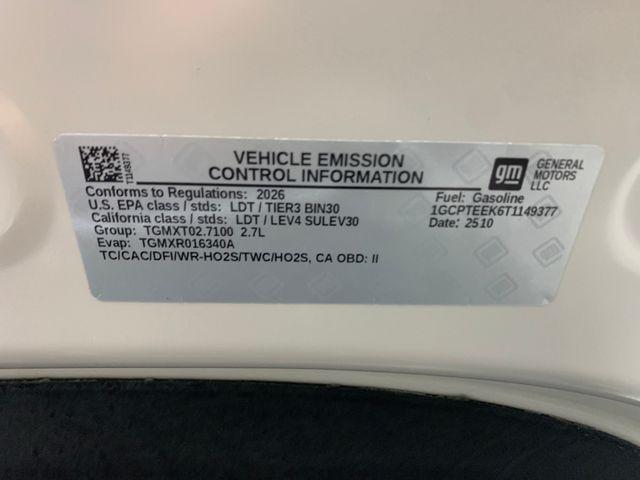 VEHICLE EMISSION
CONTROL INFORMATION
gm
GENERAL
MOTORS
LLC
T1149377
Conforms to Regulations: 2026
U.S. EPA class / stds: LDT / TIER3 BIN30
California class / stds: LDT / LEV4 SULEV30
Group: TGMXT02.7100 2.7L
Evap: TGMXR016340A
TC/CAC/DFI/WR-HO2S/TWC/HO2S, CA OBD: II
Fuel: Gasoline
1GCPTEEK6T1149377
Date: 2510